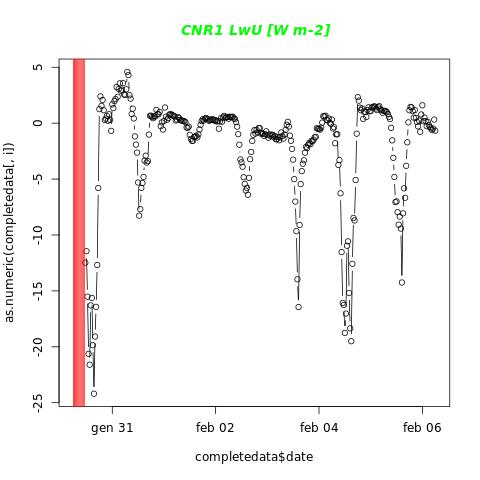 CNR1 LwU [W m-2]
as.numeric(completedata[, i])
5
0
-5
-10
-15
-20
-25
gen 31
feb 02
feb 04
feb 06
completedata$date